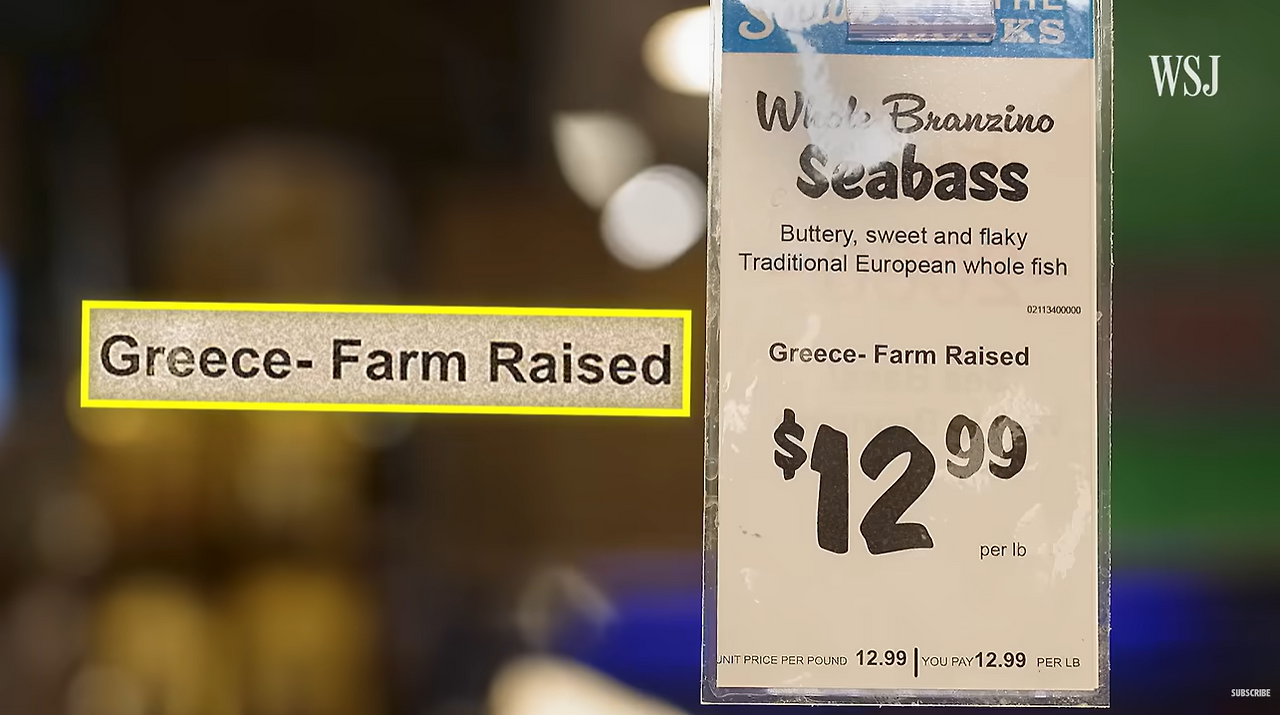 THE
WSJ
Whole Branzino
Seabass
Buttery, sweet and flaky
Traditional European whole fish
02113400000
Greece- Farm Raised
Greece- Farm Raised
$12 99
per lb
UNIT PRICE PER POUND 12.99 | YOU PAY 12.99 PER LB
SUBSCRIBE